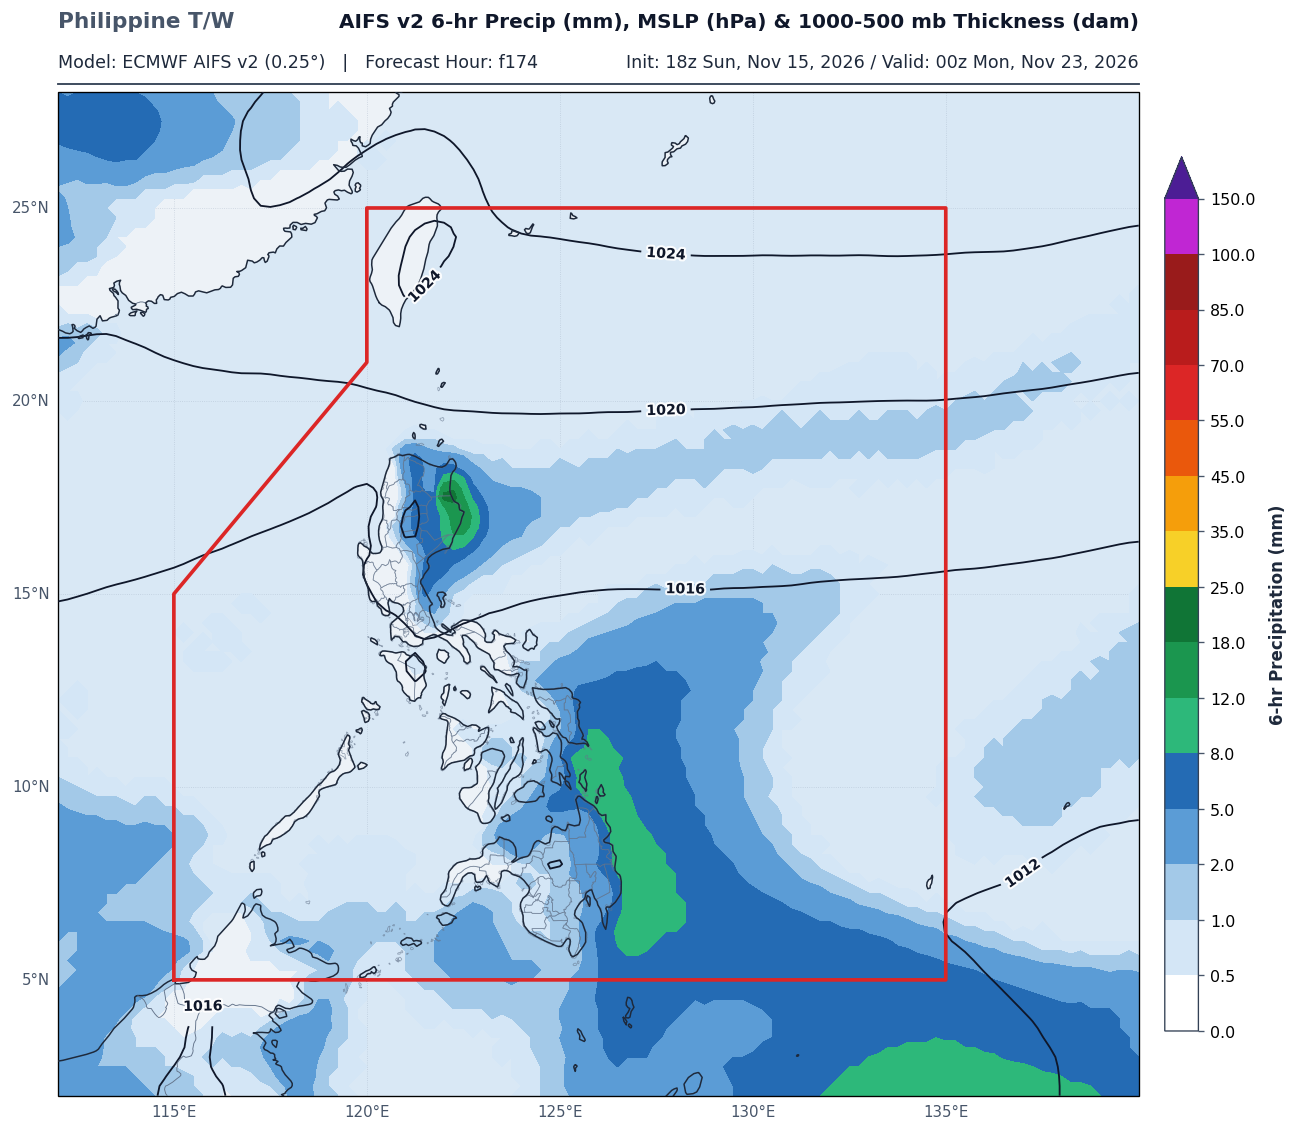 Philippine T/W
AIFS v2 6-hr Precip (mm), MSLP (hPa) & 1000-500 mb Thickness (dam)
Model: ECMWF AIFS v2 (0.25°) | Forecast Hour: f174
Init: 18z Sun, Nov 15, 2026 / Valid: 00z Mon, Nov 23, 2026
25°N
20°N
15°N
10°N
5°N
1024
1024
1020
1016
1012
1016
115°E
120°E
125°E
130°E
135°E
150.0
100.0
85.0
70.0
55.0
45.0
35.0
25.0
18.0
12.0
8.0
5.0
2.0
1.0
0.5
0.0
6-hr Precipitation (mm)